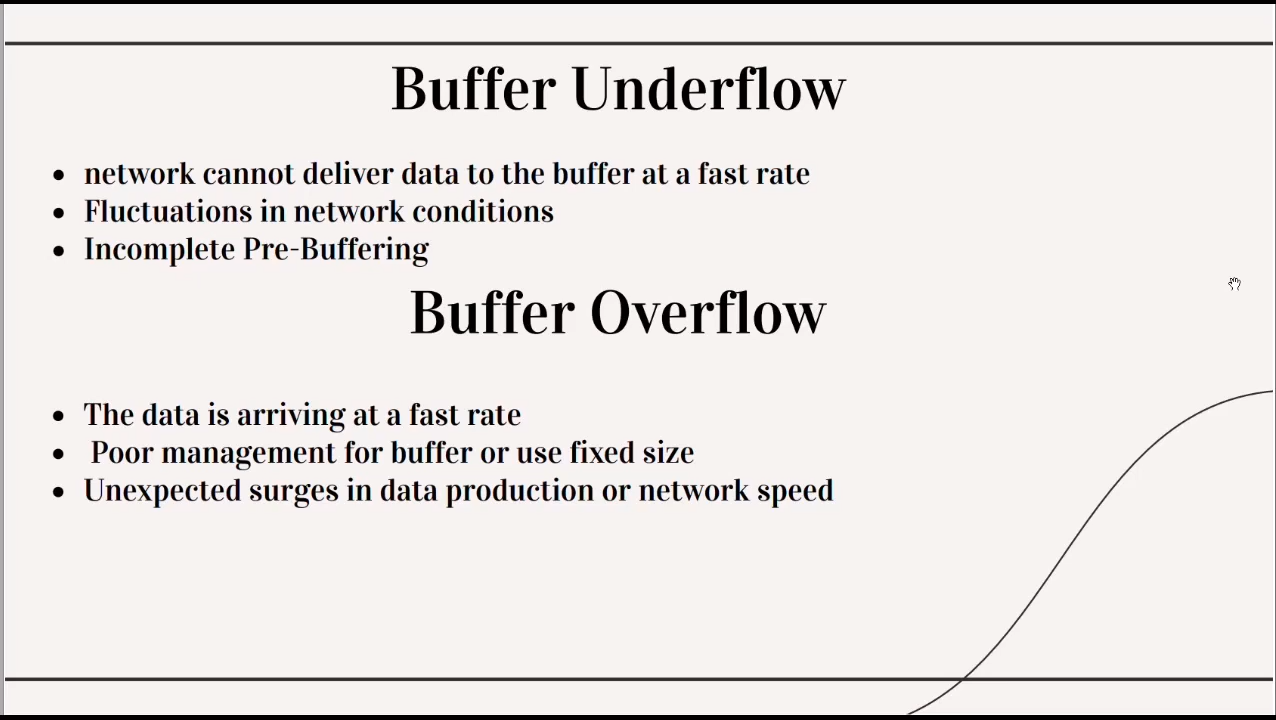 Buffer Underflow
• network cannot deliver data to the buffer at a fast rate
• Fluctuations in network conditions
• Incomplete Pre-Buffering
Buffer Overflow
• The data is arriving at a fast rate
• Poor management for buffer or use fixed size
• Unexpected surges in data production or network speed